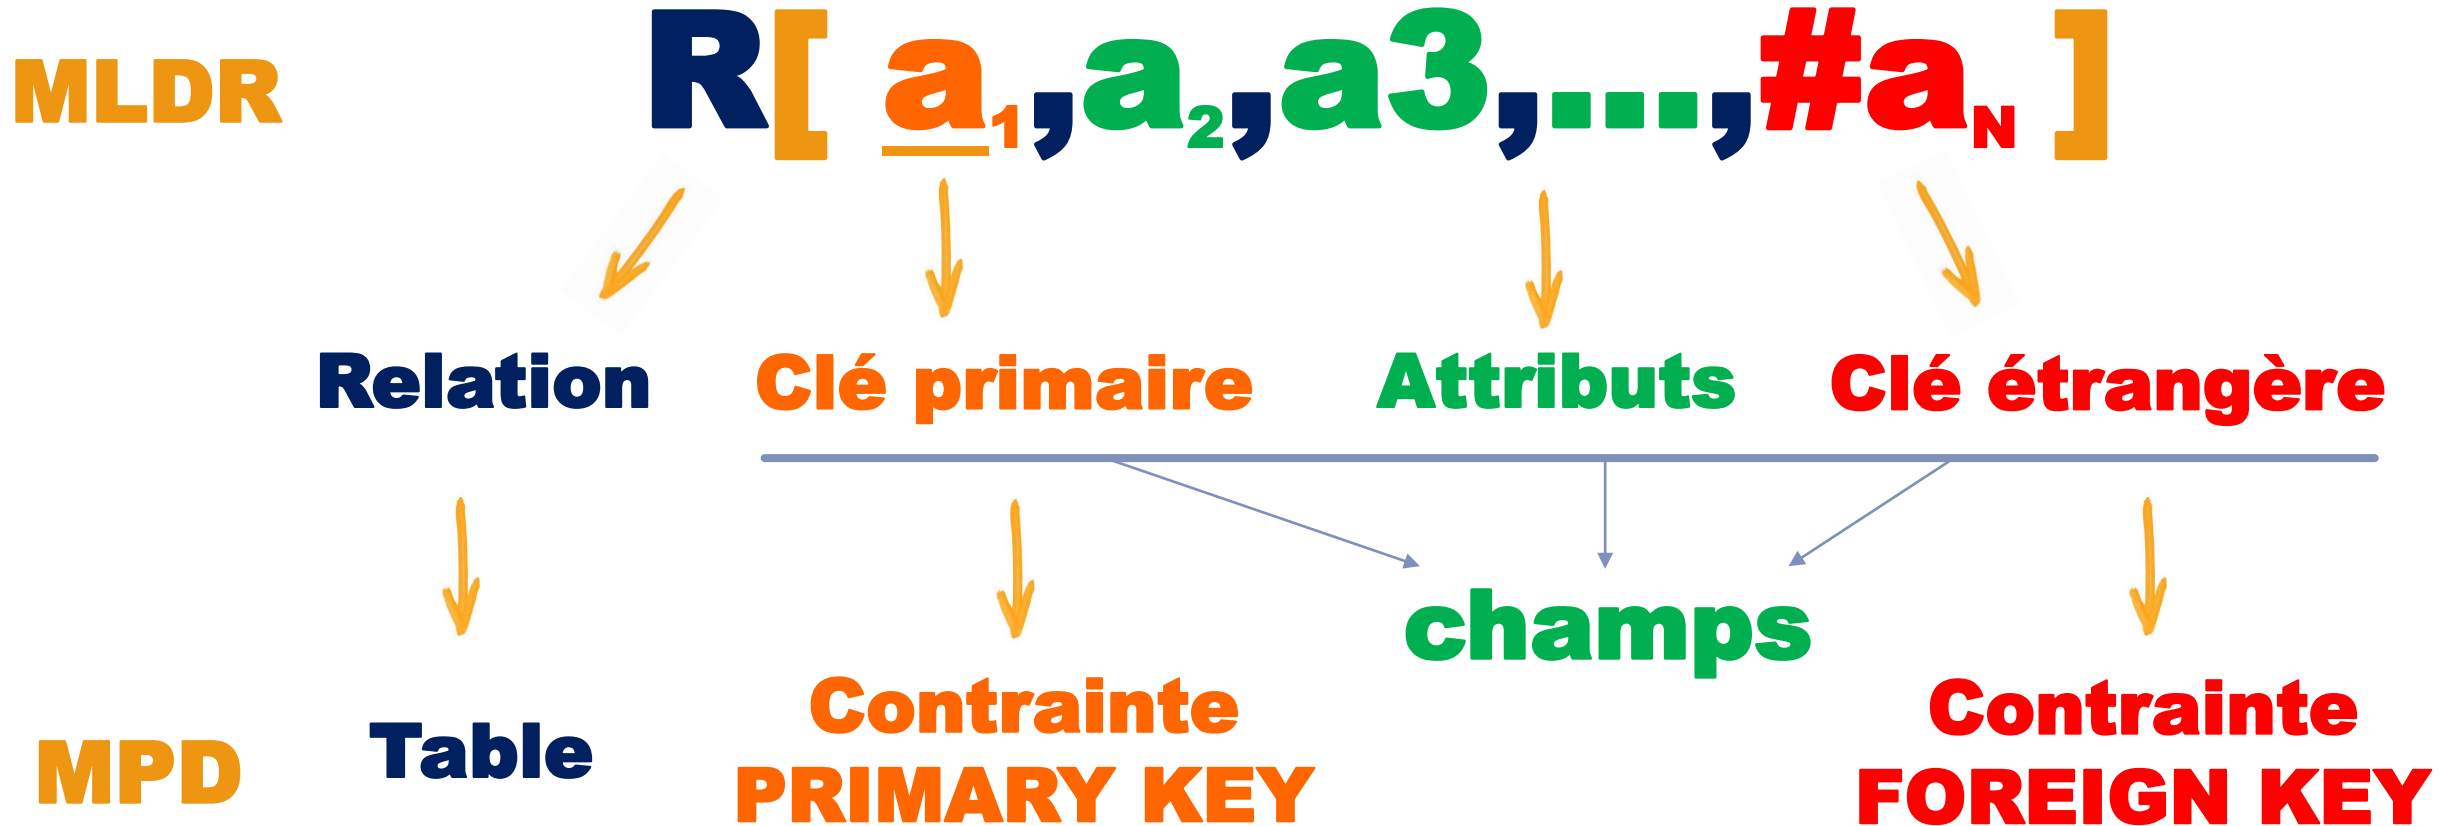 MLDR R[ a1,a2,a3,...,#aN ]
Relation Clé primaire Attributs Clé étrangère
champs
MPD Table Contrainte PRIMARY KEY Contrainte FOREIGN KEY